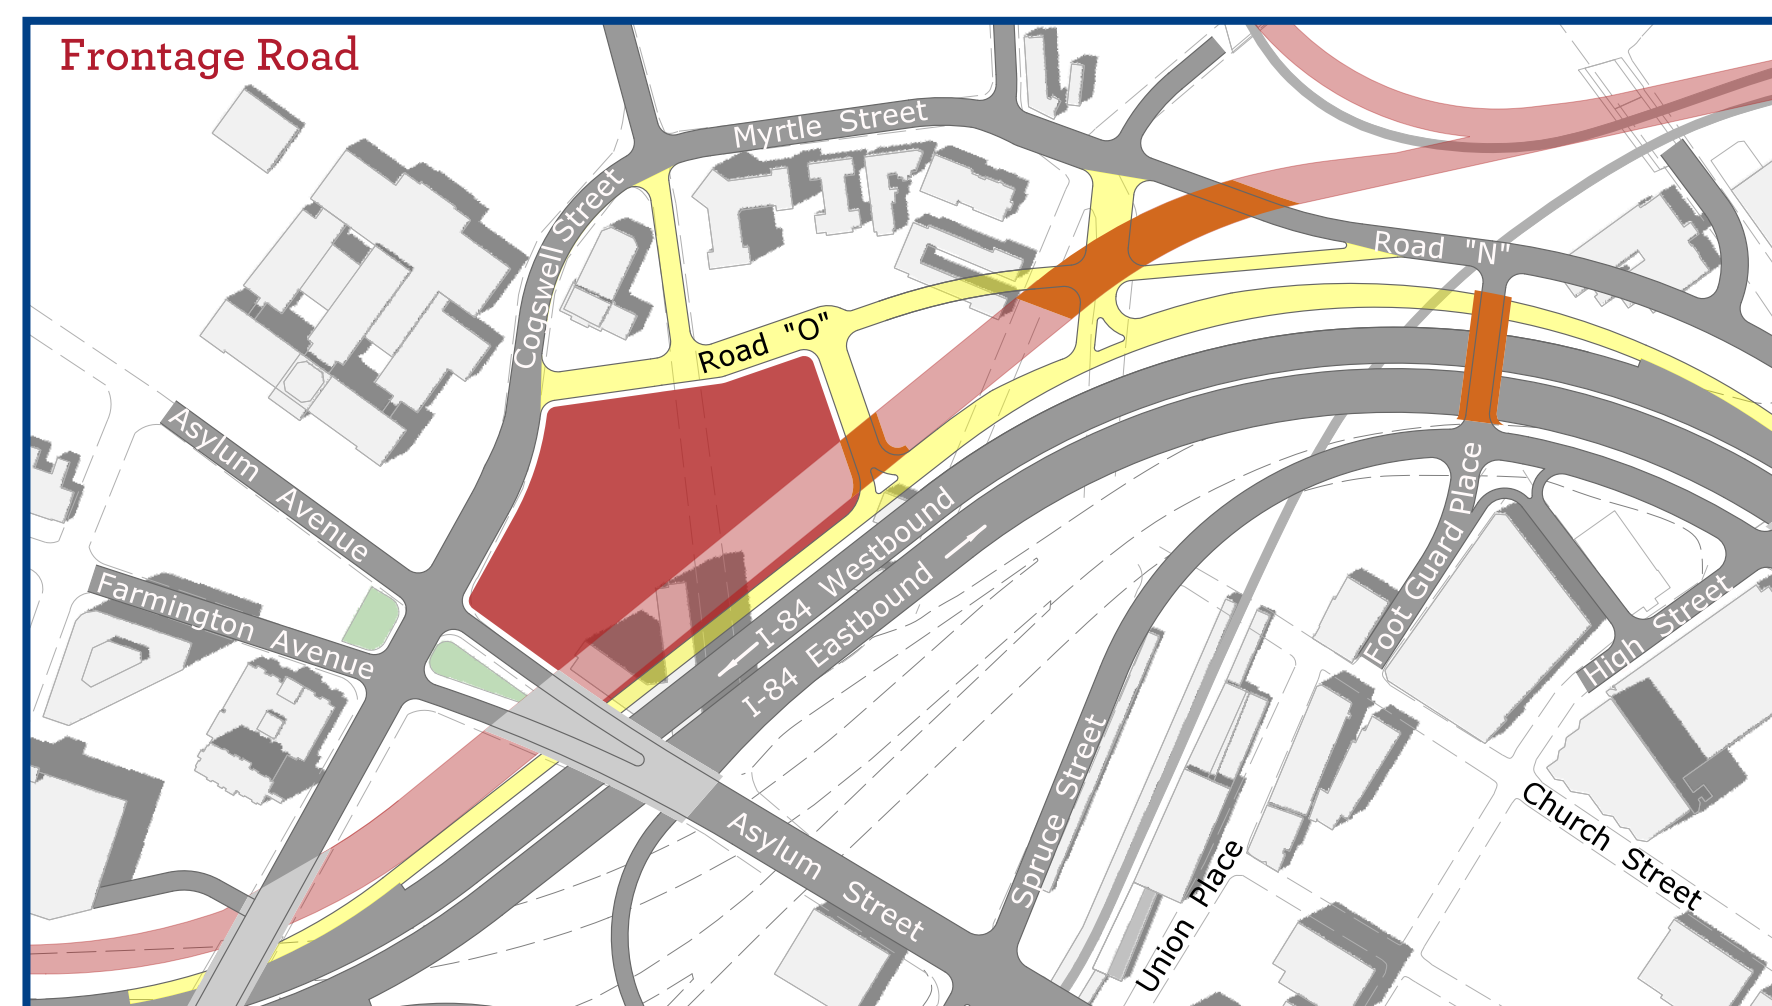 Frontage Road
Myrtle Street
Cogswell Street
Road "N"
Road "O"
Asylum Avenue
Farmington Avenue
I-84 Westbound
I-84 Eastbound
Foot Guard Place
High Street
Spruce Street
Asylum Street
Church Street
Union Place